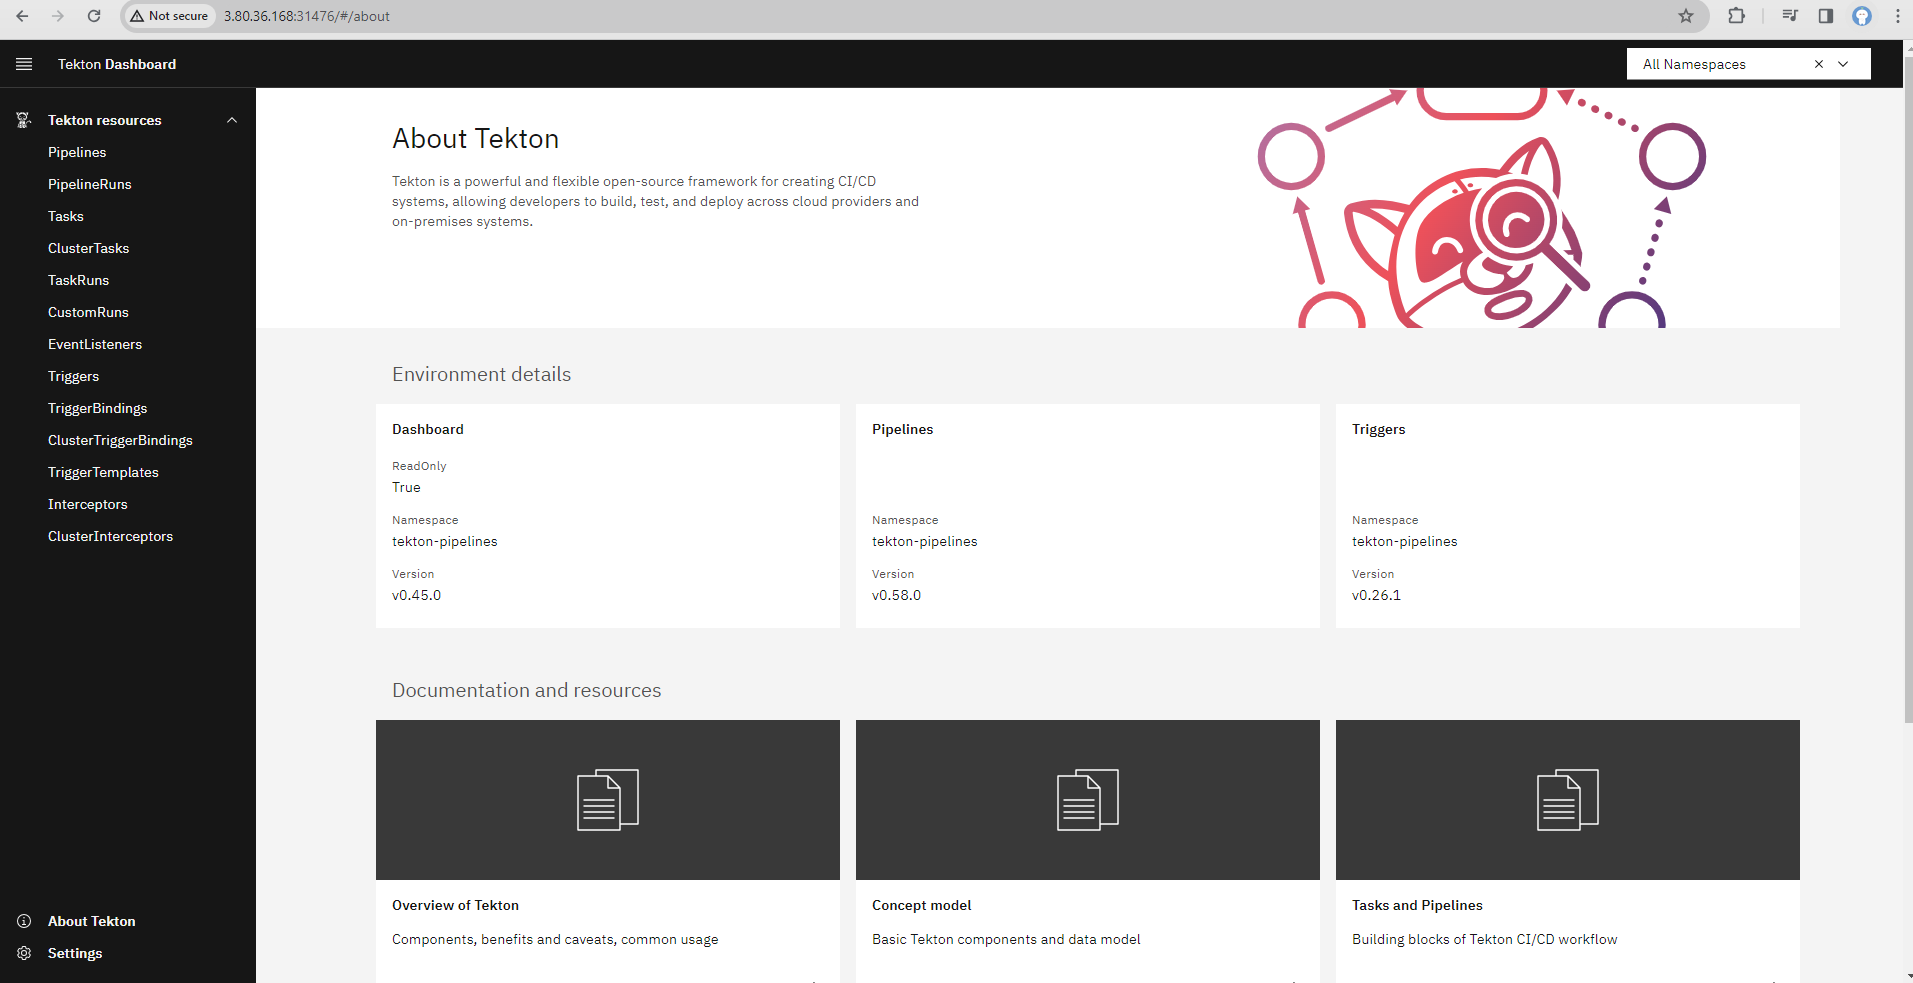 Not secure 3.80.36.168:31476/#/about
Tekton Dashboard
All Namespaces
Tekton resources
Pipelines
PipelineRuns
Tasks
ClusterTasks
TaskRuns
CustomRuns
EventListeners
Triggers
TriggerBindings
ClusterTriggerBindings
TriggerTemplates
Interceptors
ClusterInterceptors
About Tekton
Settings
About Tekton
Tekton is a powerful and flexible open-source framework for creating CI/CD
systems, allowing developers to build, test, and deploy across cloud providers and
on-premises systems.
Environment details
Dashboard
ReadOnly
True
Namespace
tekton-pipelines
Version
v0.45.0
Pipelines
Namespace
tekton-pipelines
Version
v0.58.0
Triggers
Namespace
tekton-pipelines
Version
v0.26.1
Documentation and resources
Overview of Tekton
Components, benefits and caveats, common usage
Concept model
Basic Tekton components and data model
Tasks and Pipelines
Building blocks of Tekton CI/CD workflow